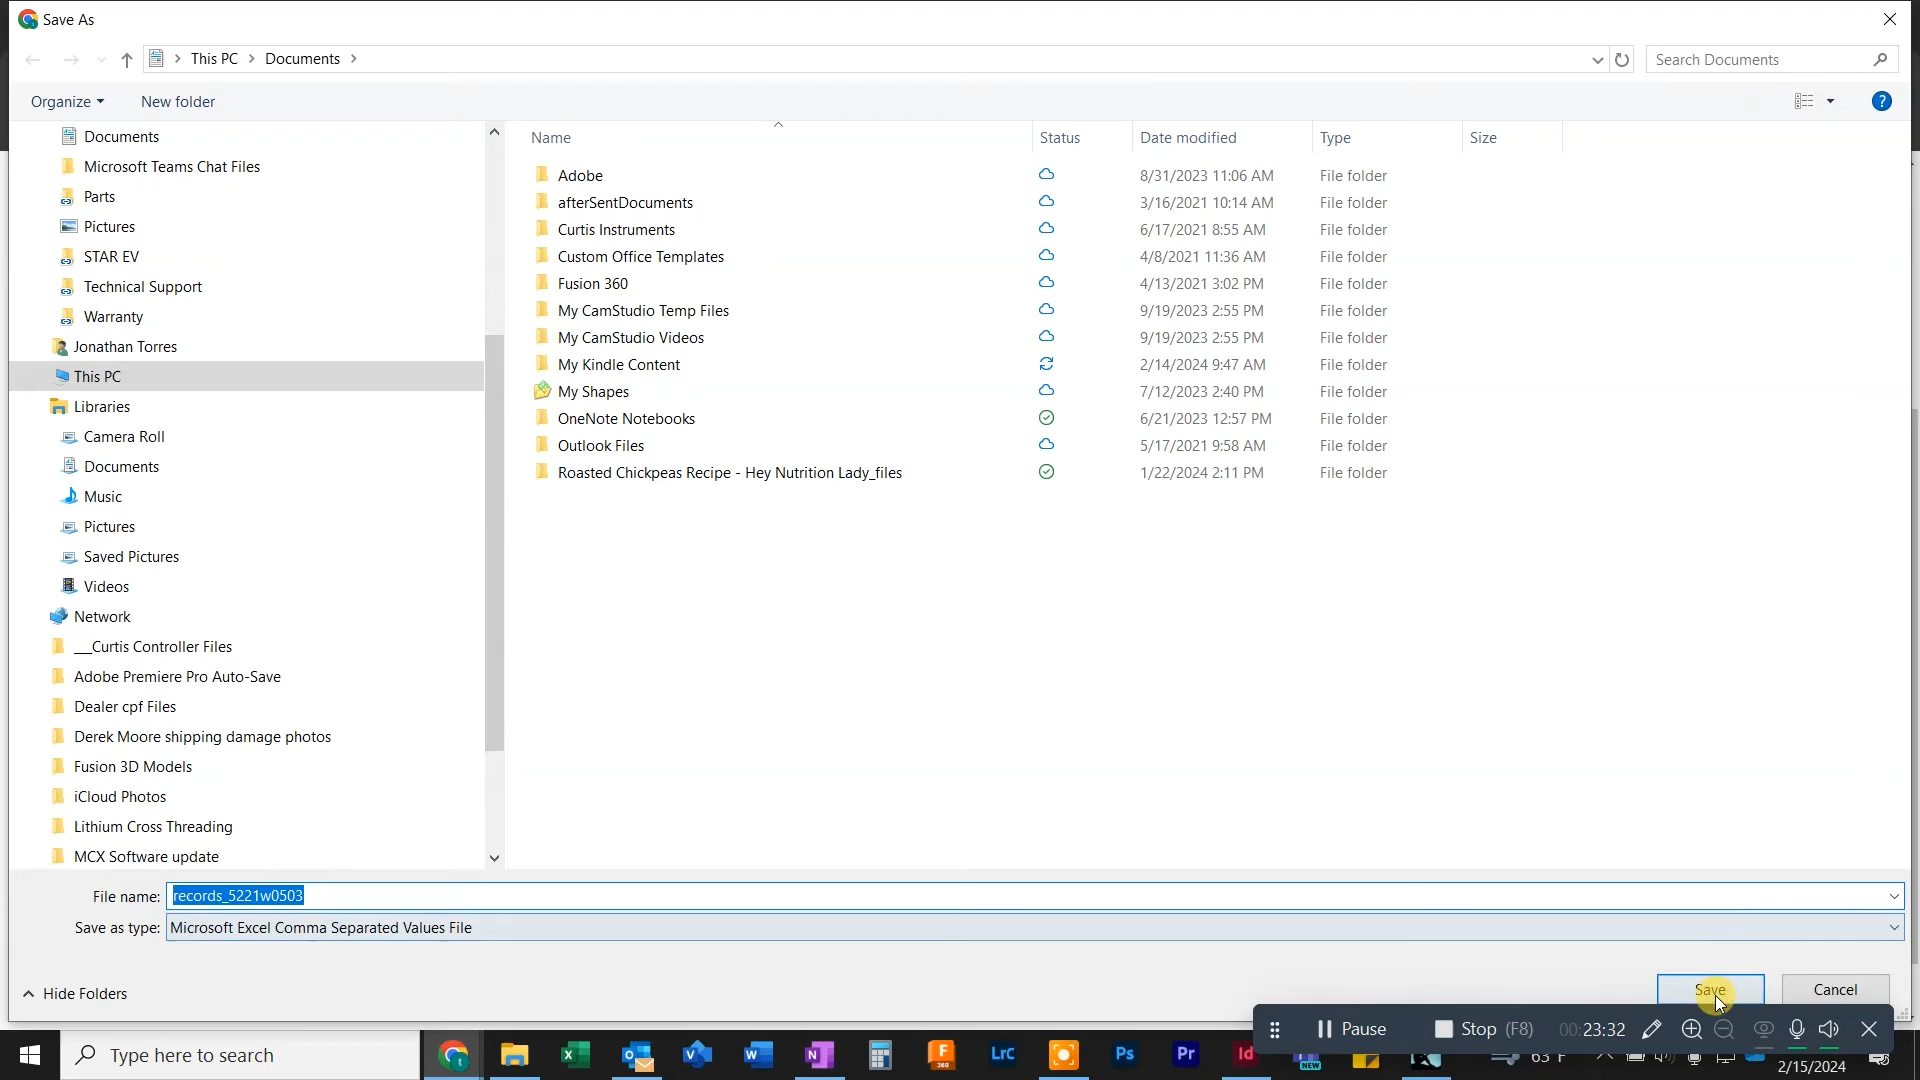 Save As
This PC > Documents >
Search Documents
Organize
New folder
?
Name
Status
Date modified
Type
Size
Documents
Microsoft Teams Chat Files
Parts
Pictures
STAR EV
Technical Support
Warranty
Jonathan Torres
This PC
Libraries
Camera Roll
Documents
Music
Pictures
Saved Pictures
Videos
Network
__Curtis Controller Files
Adobe Premiere Pro Auto-Save
Dealer cpf Files
Derek Moore shipping damage photos
Fusion 3D Models
iCloud Photos
Lithium Cross Threading
MCX Software update
Adobe 8/31/2023 11:06 AM File folder
afterSentDocuments 3/16/2021 10:14 AM File folder
Curtis Instruments 6/17/2021 8:55 AM File folder
Custom Office Templates 4/8/2021 11:36 AM File folder
Fusion 360 4/13/2021 3:02 PM File folder
My CamStudio Temp Files 9/19/2023 2:55 PM File folder
My CamStudio Videos 9/19/2023 2:55 PM File folder
My Kindle Content 2/14/2024 9:47 AM File folder
My Shapes 7/12/2023 2:40 PM File folder
OneNote Notebooks 6/21/2023 12:57 PM File folder
Outlook Files 5/17/2021 9:58 AM File folder
Roasted Chickpeas Recipe - Hey Nutrition Lady_files 1/22/2024 2:11 PM File folder
File name: records_5221w0503
Save as type: Microsoft Excel Comma Separated Values File
Hide Folders
Save
Cancel
Pause
Stop (F8)
00:23:32
Type here to search
LrC
Ps
Pr
Id
NEW
63°F
2/15/2024